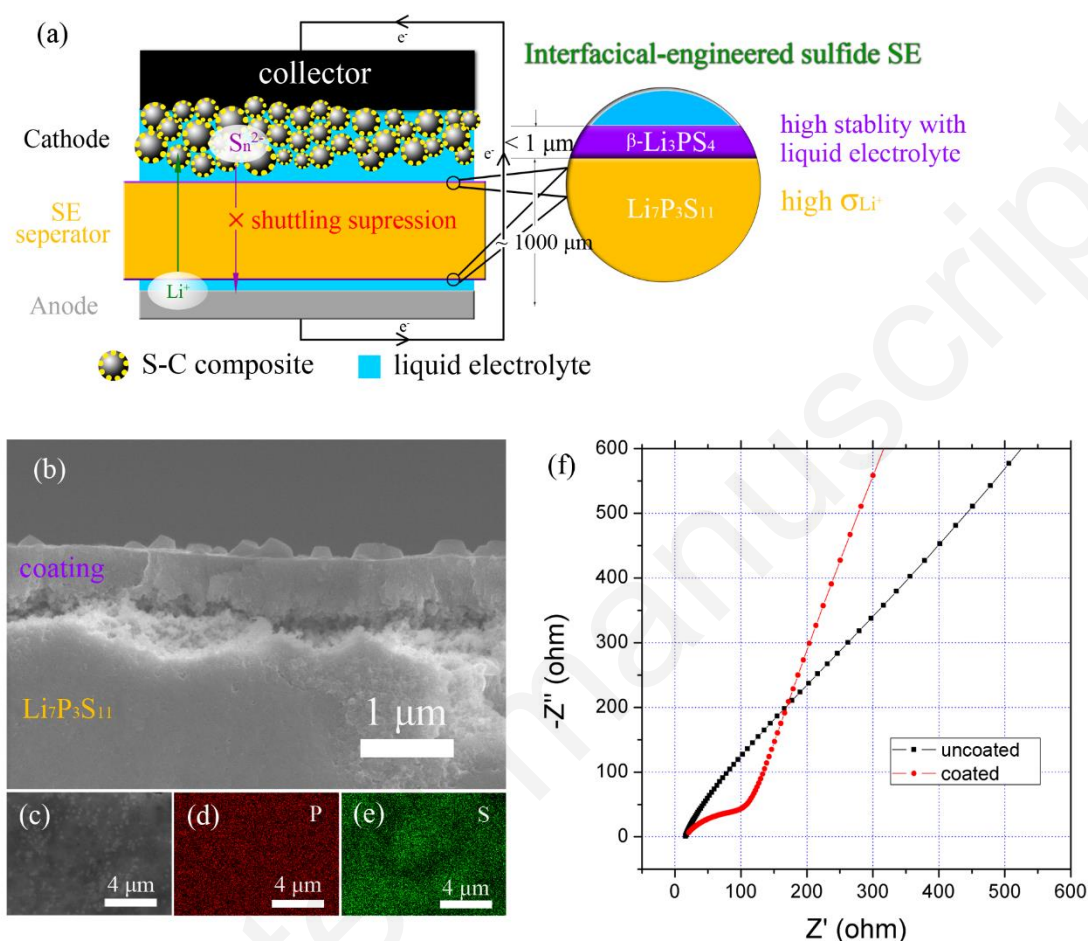 (a)
e-
collector
Interfacical-engineered sulfide SE
Cathode
Sn2-
e-
< 1 μm
β-Li3PS4
high stablity with
liquid electrolyte
SE
seperator
× shuttling supression
Li7P3S11
high σLi+
~ 1000 μm
Li+
Anode
e-
S-C composite
liquid electrolyte
(b)
coating
Li7P3S11
1 μm
(c)
4 μm
(d)
P
4 μm
(e)
S
4 μm
(f)
600
500
400
300
200
100
0
-Z'' (ohm)
uncoated
coated
0 100 200 300 400 500 600
Z' (ohm)
manuscript